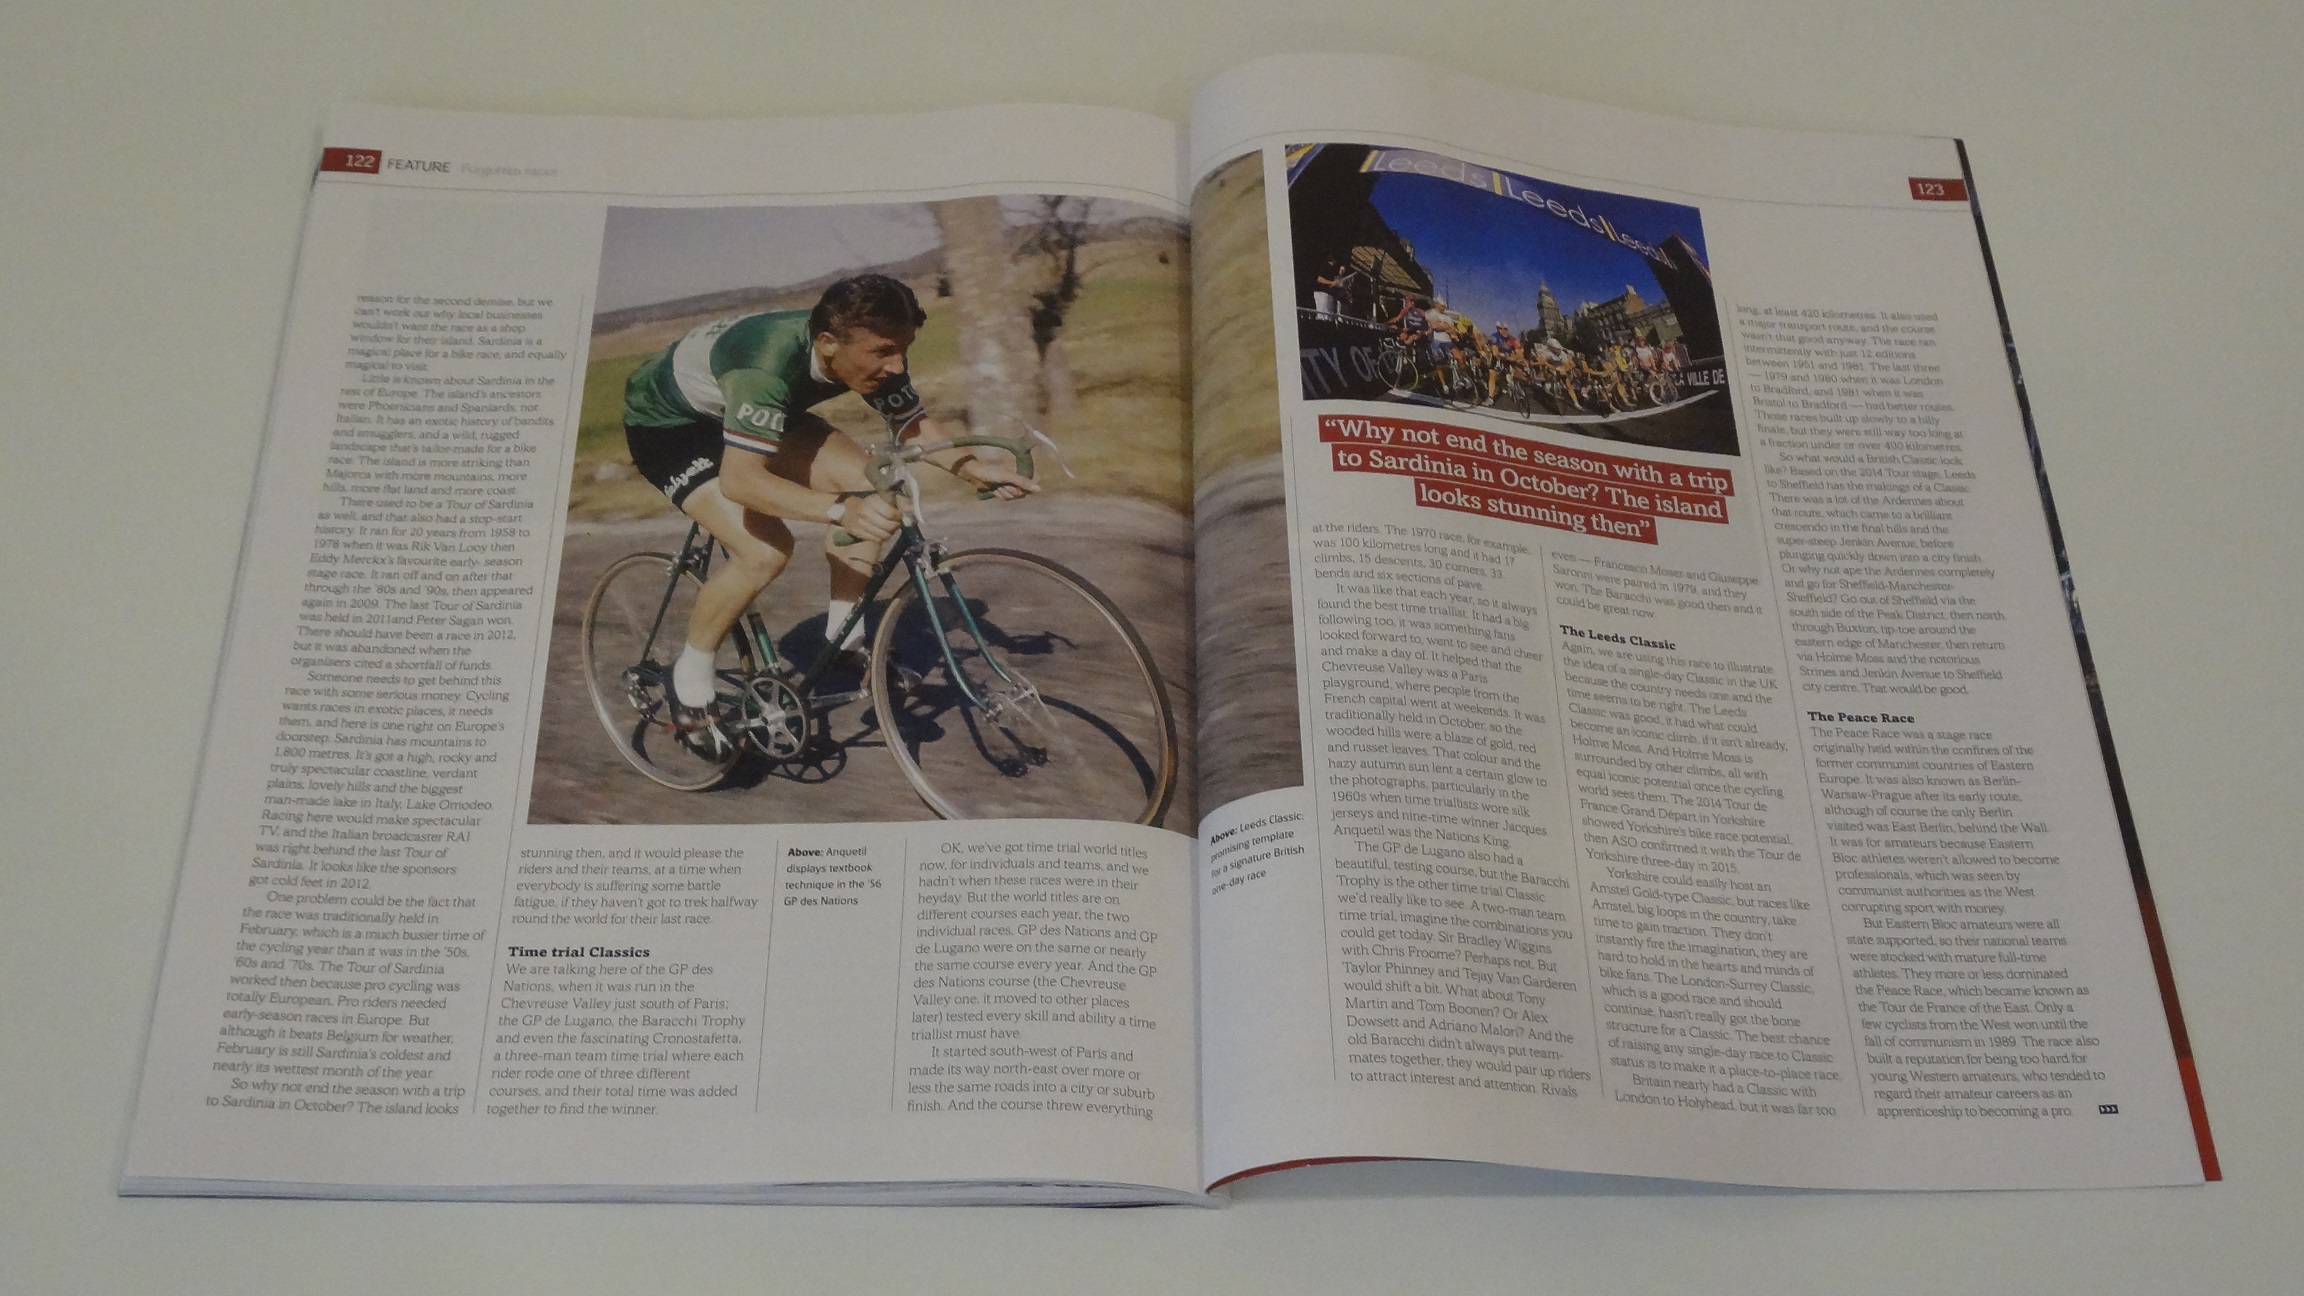 122 FEATURE Forgotten races
reason for the second demise, but we
can't work out why local businesses
wouldn't want the race as a shop
window for their island. Sardinia is a
magical place for a bike race, and equally
magical to visit.
Little is known about Sardinia in the
rest of Europe. The island's ancestors
were Phoenicians and Spaniards, not
Italian. It has an exotic history of bandits
and smugglers, and a wild, rugged
landscape that's tailor-made for a bike
race. The island is more striking than
Majorca with more mountains, more
hills, more flat land and more coast.
There used to be a Tour of Sardinia
as well, and that also had a stop-start
history. It ran for 20 years from 1958 to
1978 when it was Rik Van Looy then
Eddy Merckx's favourite early- season
stage race. It ran off and on after that
through the '80s and '90s, then appeared
again in 2009. The last Tour of Sardinia
was held in 2011and Peter Sagan won.
There should have been a race in 2012,
but it was abandoned when the
organisers cited a shortfall of funds.
Someone needs to get behind this
race with some serious money. Cycling
wants races in exotic places, it needs
them, and here is one right on Europe's
doorstep. Sardinia has mountains to
1,800 metres. It's got a high, rocky and
truly spectacular coastline, verdant
plains, lovely hills and the biggest
man-made lake in Italy, Lake Omodeo.
Racing here would make spectacular
TV, and the Italian broadcaster RAI
was right behind the last Tour of
Sardinia. It looks like the sponsors
got cold feet in 2012.
One problem could be the fact that
the race was traditionally held in
February, which is a much busier time of
the cycling year than it was in the '50s,
'60s and '70s. The Tour of Sardinia
worked then because pro cycling was
totally European. Pro riders needed
early-season races in Europe. But
although it beats Belgium for weather,
February is still Sardinia's coldest and
nearly its wettest month of the year.
So why not end the season with a trip
to Sardinia in October? The island looks
POT
POT
Helyett
stunning then, and it would please the
riders and their teams, at a time when
everybody is suffering some battle
fatigue, if they haven't got to trek halfway
round the world for their last race.
Time trial Classics
We are talking here of the GP des
Nations, when it was run in the
Chevreuse Valley just south of Paris;
the GP de Lugano, the Baracchi Trophy
and even the fascinating Cronostafetta,
a three-man team time trial where each
rider rode one of three different
courses, and their total time was added
together to find the winner.
Above: Anquetil
displays textbook
technique in the '56
GP des Nations
OK, we've got time trial world titles
now, for individuals and teams, and we
hadn't when these races were in their
heyday. But the world titles are on
different courses each year, the two
individual races, GP des Nations and GP
de Lugano were on the same or nearly
the same course every year. And the GP
des Nations course (the Chevreuse
Valley one, it moved to other places
later) tested every skill and ability a time
triallist must have.
It started south-west of Paris and
made its way north-east over more or
less the same roads into a city or suburb
finish. And the course threw everything
123
Leeds Leeds Leeds
ITY OF
LA VILLE DE
"Why not end the season with a trip
to Sardinia in October? The island
looks stunning then"
Above: Leeds Classic:
promising template
for a signature British
one-day race
at the riders. The 1970 race, for example,
was 100 kilometres long and it had 17
climbs, 15 descents, 30 corners, 33
bends and six sections of pavé.
It was like that each year, so it always
found the best time triallist. It had a big
following too, it was something fans
looked forward to, went to see and cheer
and make a day of. It helped that the
Chevreuse Valley was a Paris
playground, where people from the
French capital went at weekends. It was
traditionally held in October, so the
wooded hills were a blaze of gold, red
and russet leaves. That colour and the
hazy autumn sun lent a certain glow to
the photographs, particularly in the
1960s when time triallists wore silk
jerseys and nine-time winner Jacques
Anquetil was the Nations King.
The GP de Lugano also had a
beautiful, testing course, but the Baracchi
Trophy is the other time trial Classic
we'd really like to see. A two-man team
time trial, imagine the combinations you
could get today. Sir Bradley Wiggins
with Chris Froome? Perhaps not. But
Taylor Phinney and Tejay Van Garderen
would shift a bit. What about Tony
Martin and Tom Boonen? Or Alex
Dowsett and Adriano Malori? And the
old Baracchi didn't always put team-
mates together, they would pair up riders
to attract interest and attention. Rivals
even — Francesco Moser and Giuseppe
Saronni were paired in 1979, and they
won. The Baracchi was good then and it
could be great now.
The Leeds Classic
Again, we are using this race to illustrate
the idea of a single-day Classic in the UK
because the country needs one and the
time seems to be right. The Leeds
Classic was good, it had what could
become an iconic climb, if it isn't already,
Holme Moss. And Holme Moss is
surrounded by other climbs, all with
equal iconic potential once the cycling
world sees them. The 2014 Tour de
France Grand Départ in Yorkshire
showed Yorkshire's bike race potential,
then ASO confirmed it with the Tour de
Yorkshire three-day in 2015.
Yorkshire could easily host an
Amstel Gold-type Classic, but races like
Amstel, big loops in the country, take
time to gain traction. They don't
instantly fire the imagination, they are
hard to hold in the hearts and minds of
bike fans. The London-Surrey Classic,
which is a good race and should
continue, hasn't really got the bone
structure for a Classic. The best chance
of raising any single-day race to Classic
status is to make it a place-to-place race.
Britain nearly had a Classic with
London to Holyhead, but it was far too
long, at least 420 kilometres. It also used
a major transport route, and the course
wasn't that good anyway. The race ran
intermittently with just 12 editions
between 1951 and 1981. The last three
— 1979 and 1980 when it was London
to Bradford, and 1981 when it was
Bristol to Bradford — had better routes.
Those races built up slowly to a hilly
finale, but they were still way too long at
a fraction under or over 400 kilometres.
So what would a British Classic look
like? Based on the 2014 Tour stage, Leeds
to Sheffield has the makings of a Classic.
There was a lot of the Ardennes about
that route, which came to a brilliant
crescendo in the final hills and the
super-steep Jenkin Avenue, before
plunging quickly down into a city finish.
Or why not ape the Ardennes completely
and go for Sheffield-Manchester-
Sheffield? Go out of Sheffield via the
south side of the Peak District, then north
through Buxton, tip-toe around the
eastern edge of Manchester, then return
via Holme Moss and the notorious
Strines and Jenkin Avenue to Sheffield
city centre. That would be good.
The Peace Race
The Peace Race was a stage race
originally held within the confines of the
former communist countries of Eastern
Europe. It was also known as Berlin-
Warsaw-Prague after its early route,
although of course the only Berlin
visited was East Berlin, behind the Wall.
It was for amateurs because Eastern
Bloc athletes weren't allowed to become
professionals, which was seen by
communist authorities as the West
corrupting sport with money.
But Eastern Bloc amateurs were all
state supported, so their national teams
were stocked with mature full-time
athletes. They more or less dominated
the Peace Race, which became known as
the Tour de France of the East. Only a
few cyclists from the West won until the
fall of communism in 1989. The race also
built a reputation for being too hard for
young Western amateurs, who tended to
regard their amateur careers as an
apprenticeship to becoming a pro.